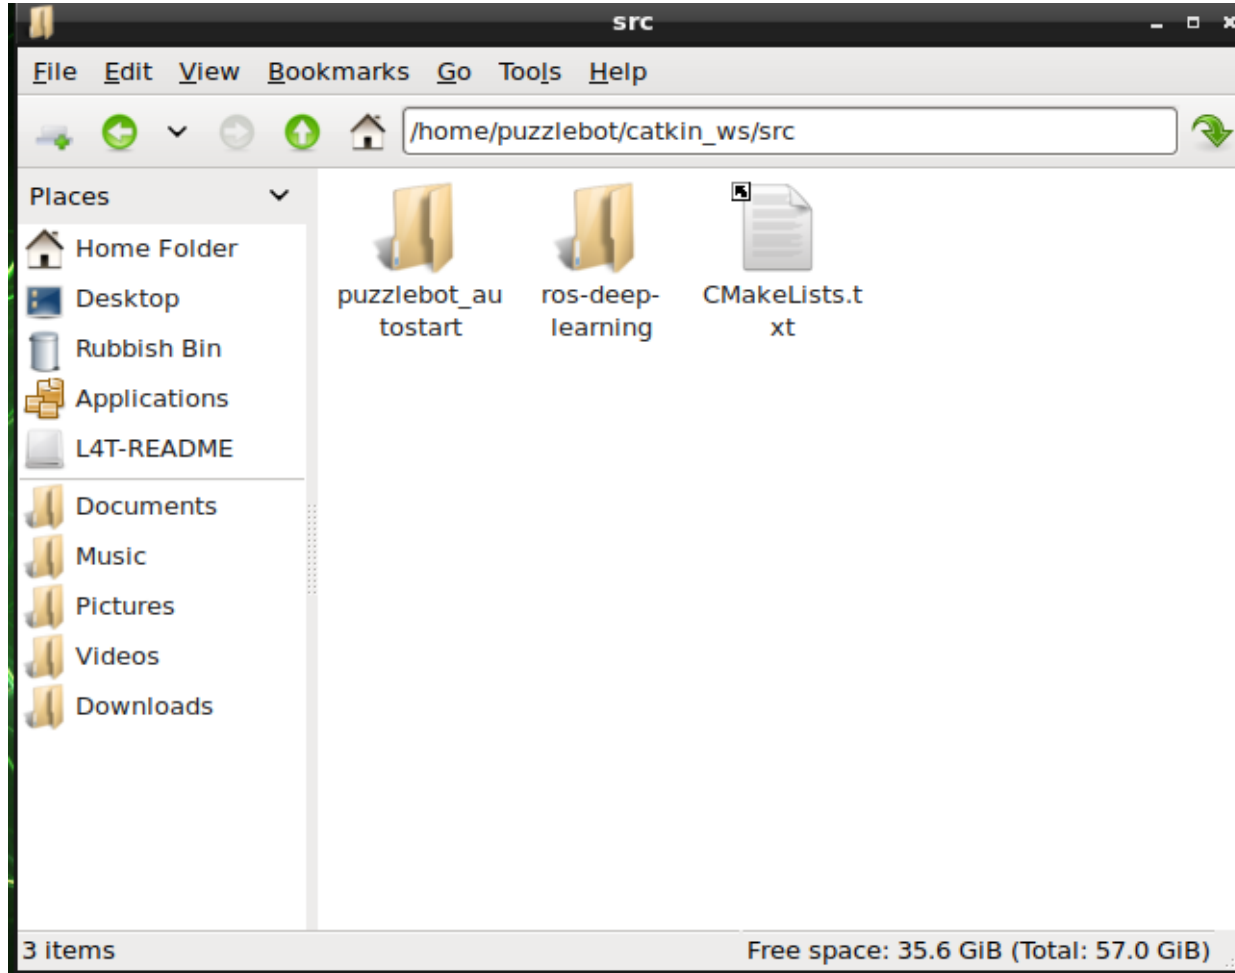 src
File Edit View Bookmarks Go Tools Help
/home/puzzlebot/catkin_ws/src
Places
Home Folder
Desktop
Rubbish Bin
Applications
L4T-README
Documents
Music
Pictures
Videos
Downloads
puzzlebot_au
tostart
ros-deep-
learning
CMakeLists.t
xt
3 items
Free space: 35.6 GiB (Total: 57.0 GiB)